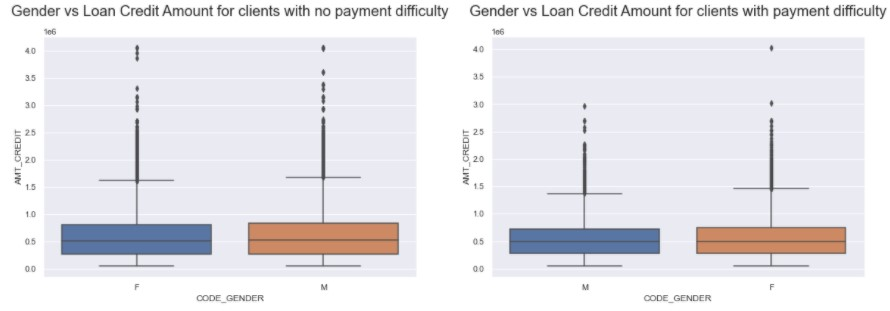 Gender vs Loan Credit Amount for clients with no payment difficulty
1e6
4.0
3.5
3.0
2.5
2.0
1.5
1.0
0.5
0.0
AMT_CREDIT
F
M
CODE_GENDER
Gender vs Loan Credit Amount for clients with payment difficulty
1e6
4.0
3.5
3.0
2.5
2.0
1.5
1.0
0.5
0.0
AMT_CREDIT
M
F
CODE_GENDER